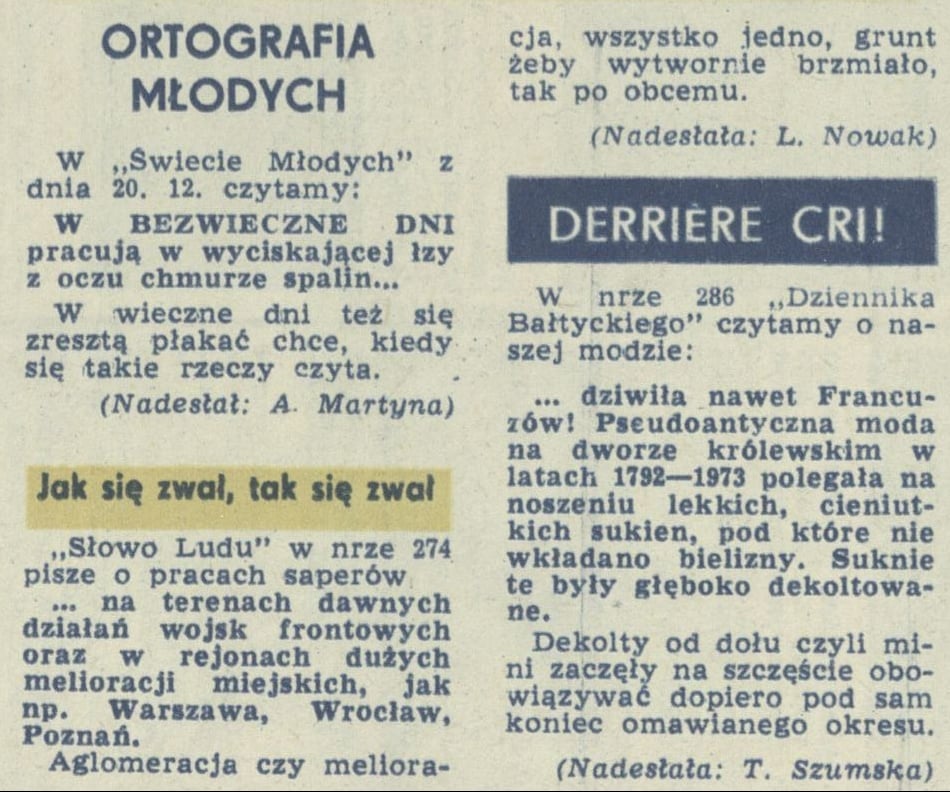 ORTOGRAFIA
MŁODYCH
W „Świecie Młodych” z
dnia 20. 12. czytamy:
W BEZWIECZNE DNI
pracują w wyciskającej łzy
z oczu chmurze spalin...
W wieczne dni też się
zresztą płakać chce, kiedy
się takie rzeczy czyta.
(Nadesłał: A. Martyna)
Jak się zwał, tak się zwał
„Słowo Ludu” w nrze 274
pisze o pracach saperów
... na terenach dawnych
działań wojsk frontowych
oraz w rejonach dużych
melioracji miejskich, jak
np. Warszawa, Wrocław,
Poznań.
Aglomeracja czy meliora-
cja, wszystko jedno, grunt
żeby wytwornie brzmiało,
tak po obcemu.
(Nadesłała: L. Nowak)
DERRIÈRE CRI!
W nrze 286 „Dziennika
Bałtyckiego” czytamy o na-
szej modzie:
... dziwiła nawet Francu-
zów! Pseudoantyczna moda
na dworze królewskim w
latach 1792—1973 polegała na
noszeniu lekkich, cieniut-
kich sukien, pod które nie
wkładano bielizny. Suknie
te były głęboko dekoltowa-
ne.
Dekolty od dołu czyli mi-
ni zaczęły na szczęście obo-
wiązywać dopiero pod sam
koniec omawianego okresu.
(Nadesłała: T. Szumska)